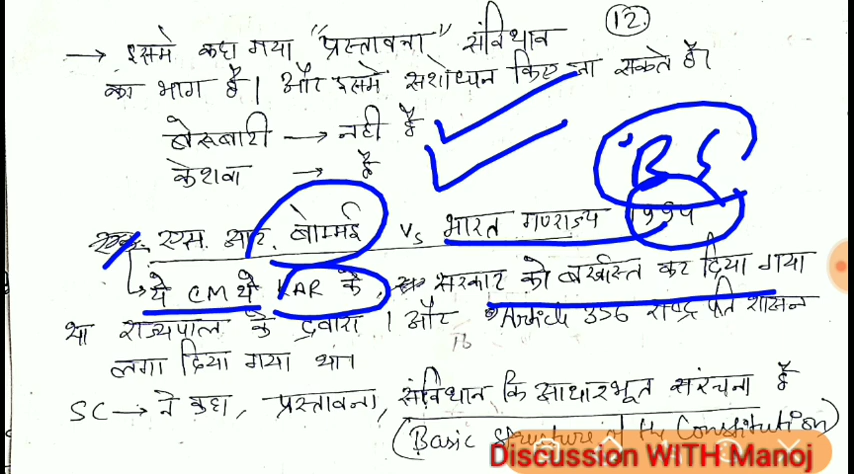 12.
→ इसमे कहा गया "प्रस्तावना" संविधान
का भाग है। और इसमे संशोधन किए जा सकते है।
बेरूबारी → नही है
केशवा → है
'BS
एस. आर. बोम्मई vs भारत गणराज्य 1994
→ ये CM थे KAR के, सरकार को बर्खास्त कर दिया गया
था राज्यपाल के द्वारा। और Article 356 राष्ट्रपति शासन
लगा दिया गया था।
SC → ने कहा, प्रस्तावना, संविधान कि आधारभूत संरचना है
(Basic Structure of the Constitution)
Discussion WITH Manoj